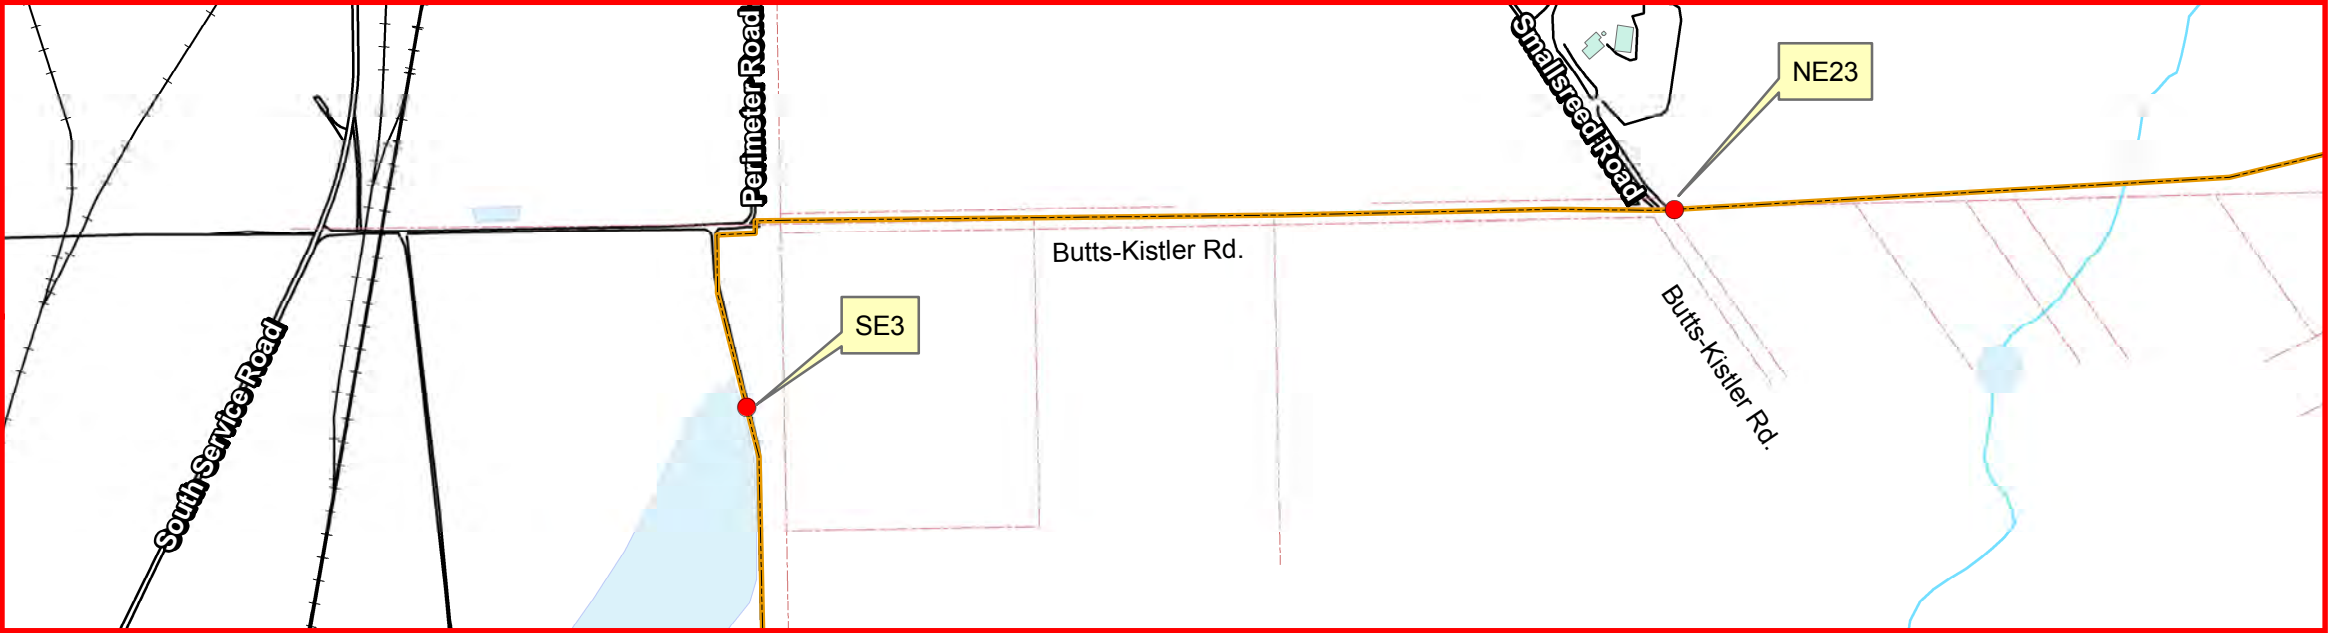 Perimeter Road
Smallsreed Road
NE23
Butts-Kistler Rd.
SE3
South Service Road
Butts-Kistler Rd.